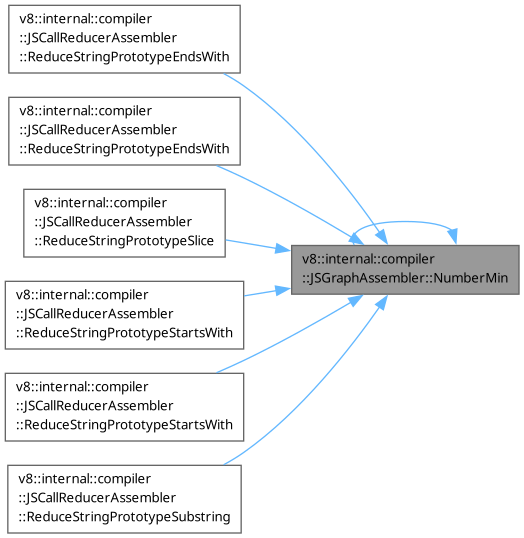 v8::internal::compiler
::JSCallReducerAssembler
::ReduceStringPrototypeEndsWith
v8::internal::compiler
::JSCallReducerAssembler
::ReduceStringPrototypeEndsWith
v8::internal::compiler
::JSCallReducerAssembler
::ReduceStringPrototypeSlice
v8::internal::compiler
::JSGraphAssembler::NumberMin
v8::internal::compiler
::JSCallReducerAssembler
::ReduceStringPrototypeStartsWith
v8::internal::compiler
::JSCallReducerAssembler
::ReduceStringPrototypeStartsWith
v8::internal::compiler
::JSCallReducerAssembler
::ReduceStringPrototypeSubstring